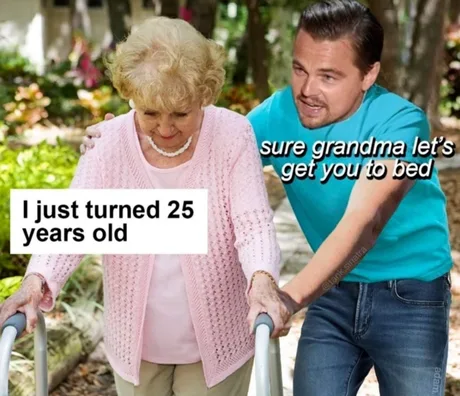 sure grandma let's
get you to bed
I just turned 25
years old